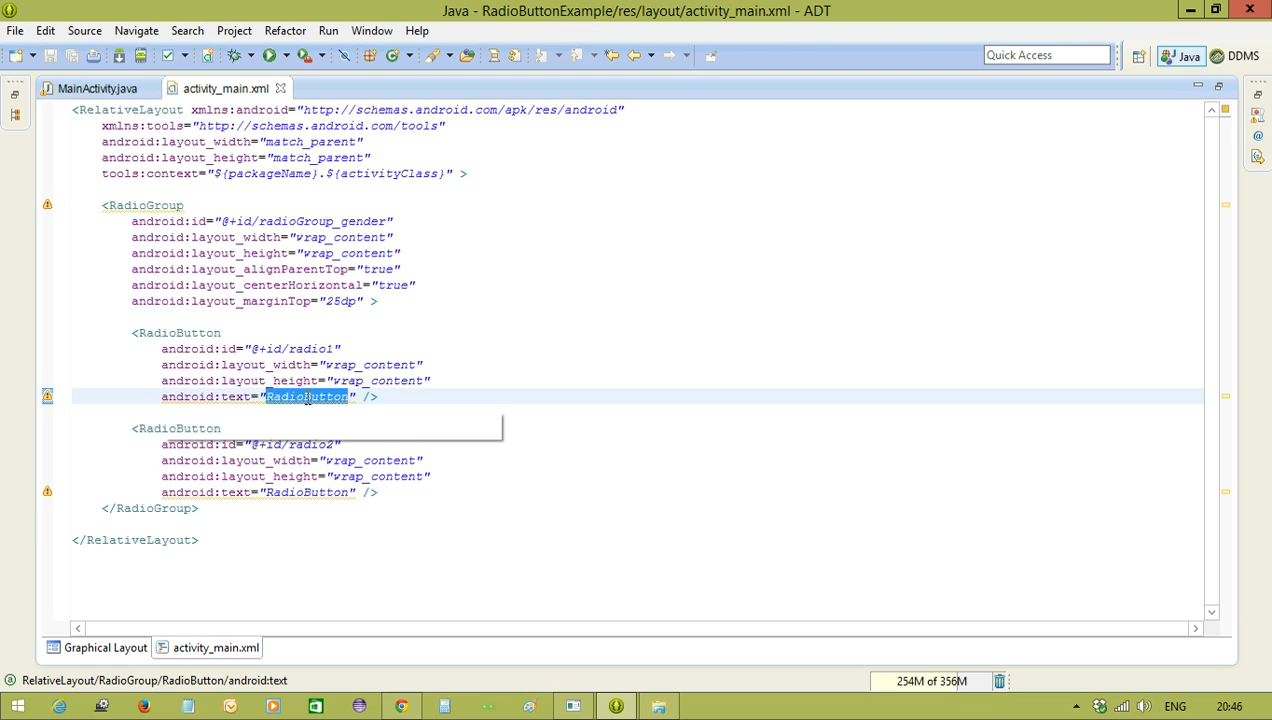 Java - RadioButtonExample/res/layout/activity_main.xml - ADT
File Edit Source Navigate Search Project Refactor Run Window Help
Quick Access Java DDMS
MainActivity.java activity_main.xml
<RelativeLayout xmlns:android="http://schemas.android.com/apk/res/android"
xmlns:tools="http://schemas.android.com/tools"
android:layout_width="match_parent"
android:layout_height="match_parent"
tools:context="${packageName}.${activityClass}" >
<RadioGroup
android:id="@+id/radioGroup_gender"
android:layout_width="wrap_content"
android:layout_height="wrap_content"
android:layout_alignParentTop="true"
android:layout_centerHorizontal="true"
android:layout_marginTop="25dp" >
<RadioButton
android:id="@+id/radio1"
android:layout_width="wrap_content"
android:layout_height="wrap_content"
android:text="RadioButton" />
<RadioButton
android:id="@+id/radio2"
android:layout_width="wrap_content"
android:layout_height="wrap_content"
android:text="RadioButton" />
</RadioGroup>
</RelativeLayout>
Graphical Layout activity_main.xml
RelativeLayout/RadioGroup/RadioButton/android:text 254M of 356M
ENG 20:46